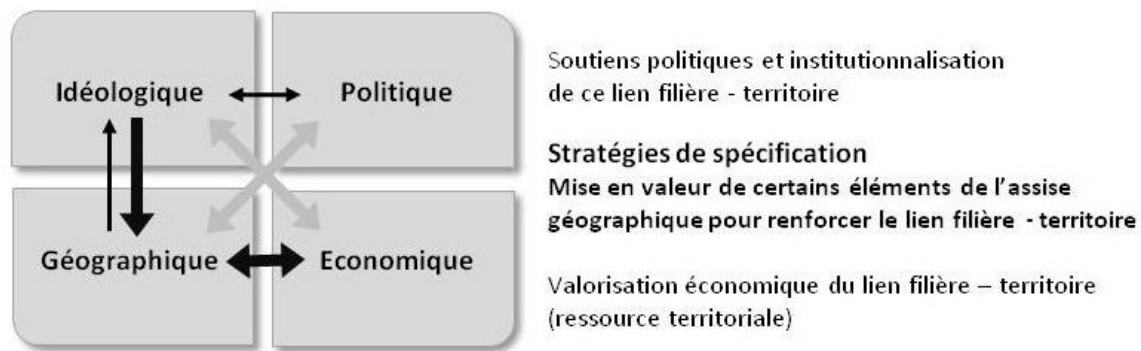 Idéologique
Politique
Géographique
Economique
Soutiens politiques et institutionnalisation
de ce lien filière - territoire
Stratégies de spécification
Mise en valeur de certains éléments de l'assise
géographique pour renforcer le lien filière - territoire
Valorisation économique du lien filière – territoire
(ressource territoriale)